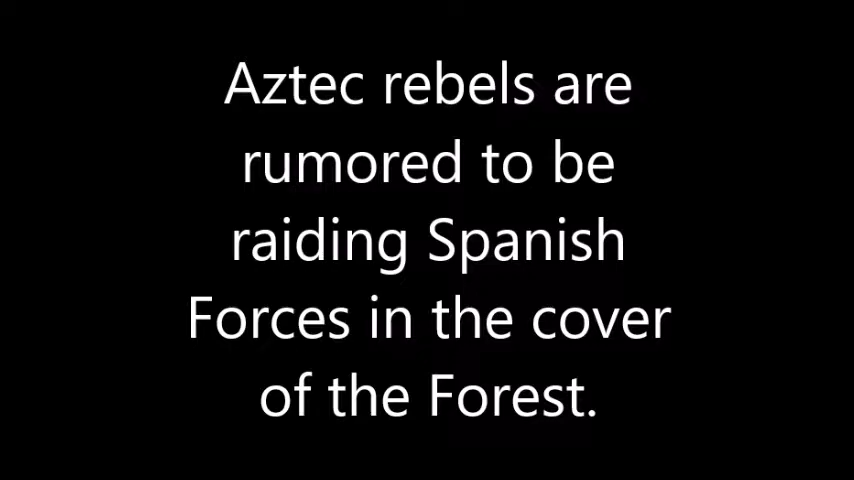 Aztec rebels are
rumored to be
raiding Spanish
Forces in the cover
of the Forest.